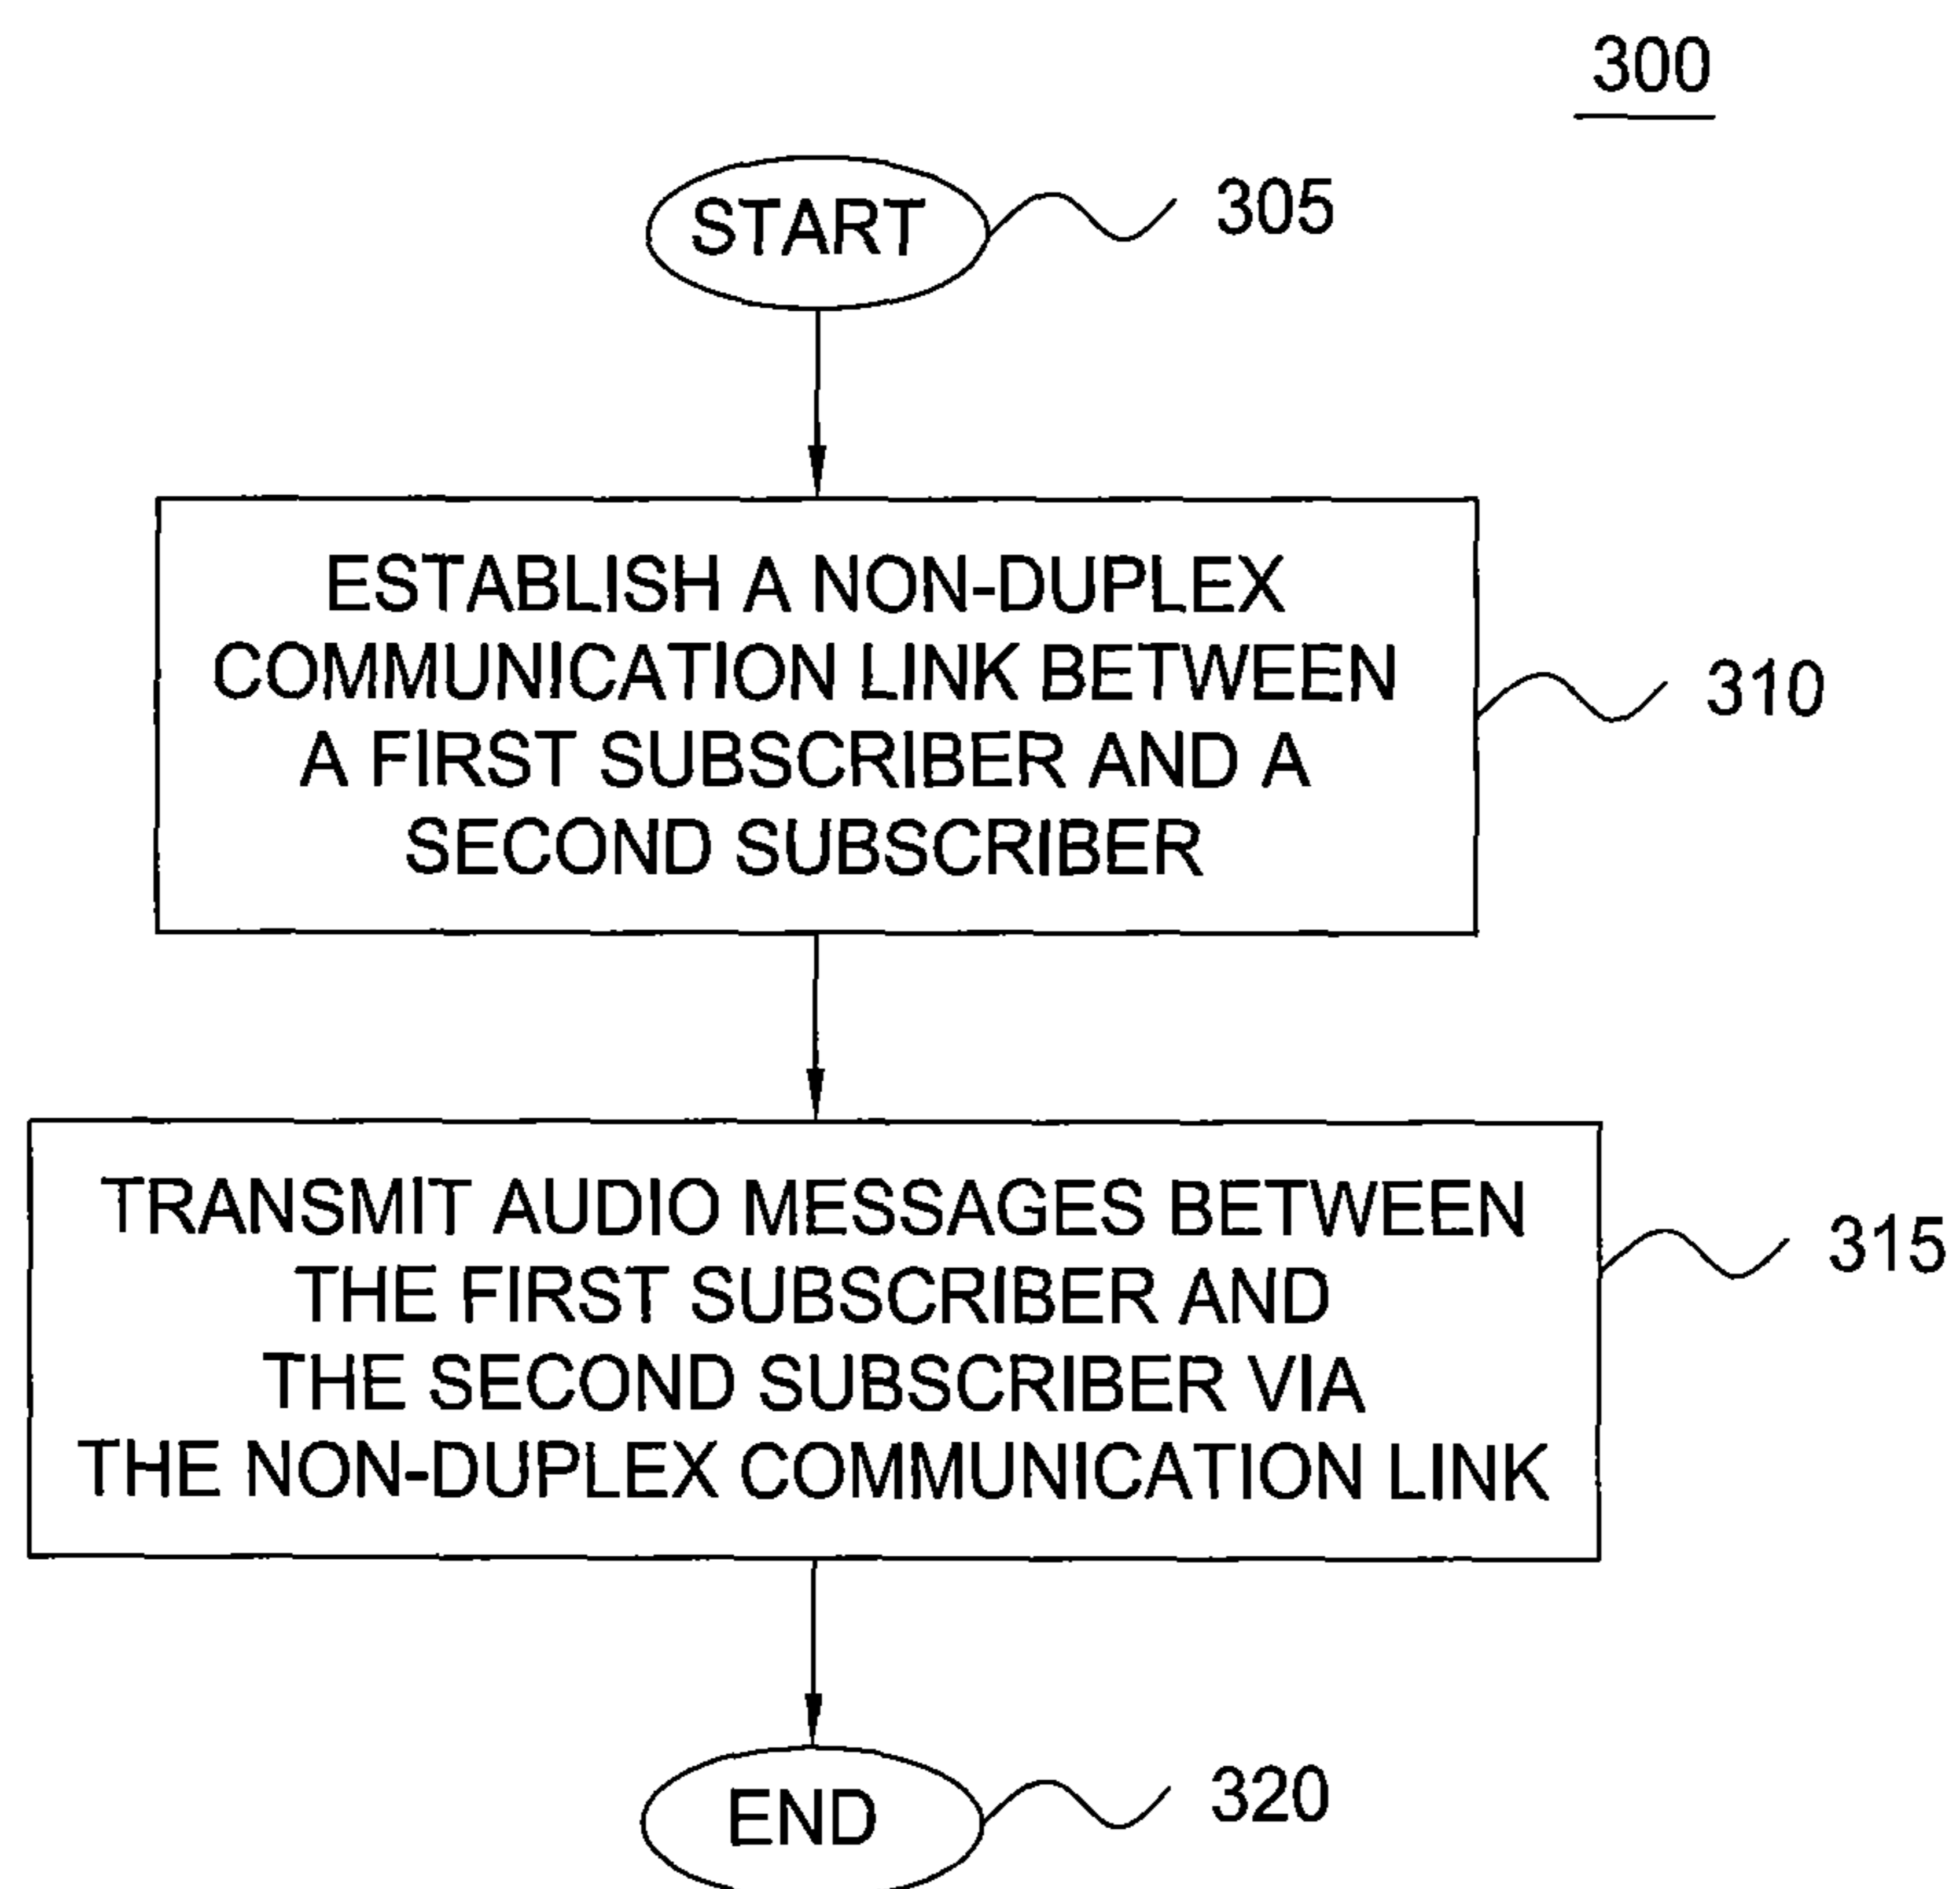 300
START
305
ESTABLISH A NON-DUPLEX
COMMUNICATION LINK BETWEEN
A FIRST SUBSCRIBER AND A
SECOND SUBSCRIBER
310
TRANSMIT AUDIO MESSAGES BETWEEN
THE FIRST SUBSCRIBER AND
THE SECOND SUBSCRIBER VIA
THE NON-DUPLEX COMMUNICATION LINK
315
END
320